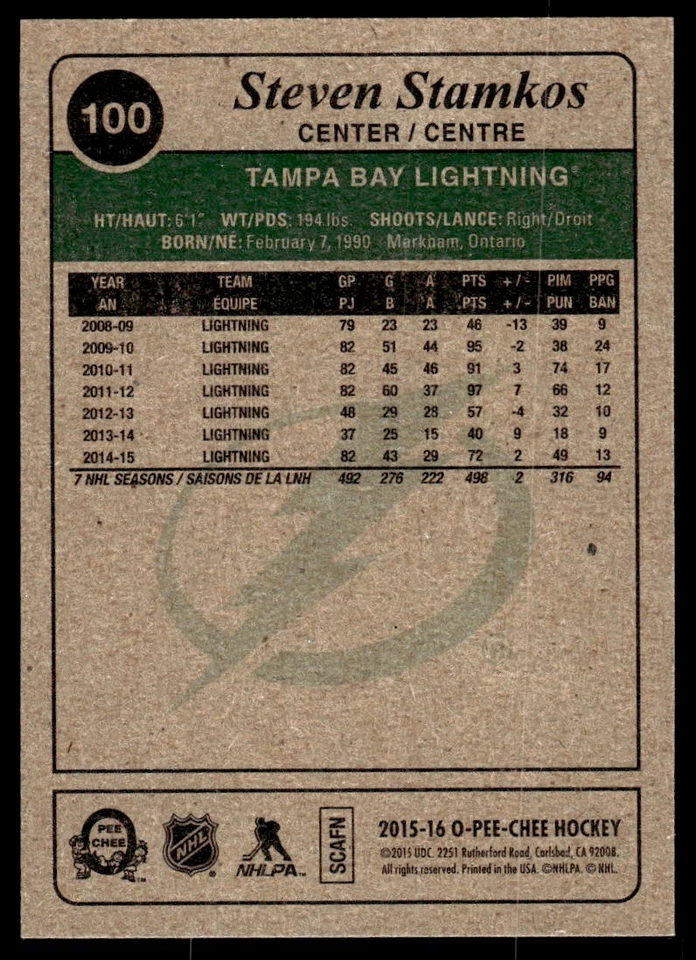 100
Steven Stamkos
CENTER / CENTRE
TAMPA BAY LIGHTNING
HT/HAUT: 6'1" WT/PDS: 194 lbs. SHOOTS/LANCE: Right/Droit
BORN/NÉ: February 7, 1990 Markham, Ontario
YEAR TEAM GP G A PTS +/- PIM PPG
AN ÉQUIPE PJ B A PTS +/- PUN BAN
2008-09 LIGHTNING 79 23 23 46 -13 39 9
2009-10 LIGHTNING 82 51 44 95 -2 38 24
2010-11 LIGHTNING 82 45 46 91 3 74 17
2011-12 LIGHTNING 82 60 37 97 7 66 12
2012-13 LIGHTNING 48 29 28 57 -4 32 10
2013-14 LIGHTNING 37 25 15 40 9 18 9
2014-15 LIGHTNING 82 43 29 72 2 49 13
7 NHL SEASONS / SAISONS DE LA LNH 492 276 222 498 2 316 94
PEE
CHEE
TM
NHL
NHLPA
SCAFN
2015-16 O-PEE-CHEE HOCKEY
©2015 UDC. 2251 Rutherford Road, Carlsbad, CA 92008.
All rights reserved. Printed in the USA. ©NHLPA. © NHL.